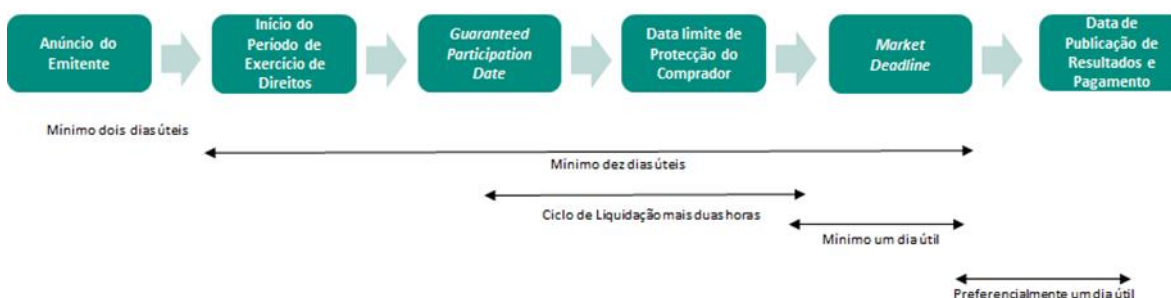 Anúncio do
Emitente
Início do
Período de
Exercício de
Direitos
Guaranteed
Participation
Date
Data limite de
Protecção do
Comprador
Market
Deadline
Data de
Publicação de
Resultados e
Pagamento
Mínimo dois dias úteis
Mínimo dez dias úteis
Ciclo de Liquidação mais duas horas
Mínimo um dia útil
Preferencialmente um dia útil